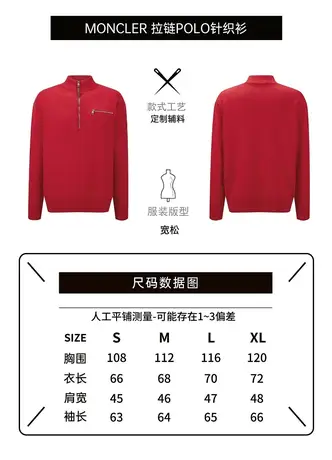 MONCLER 拉链POLO针织衫
款式工艺
定制辅料
服装版型
宽松
尺码数据图
人工平铺测量-可能存在1~3偏差
SIZE S M L XL
胸围 108 112 116 120
衣长 66 68 70 72
肩宽 45 46 47 48
袖长 63 64 65 66